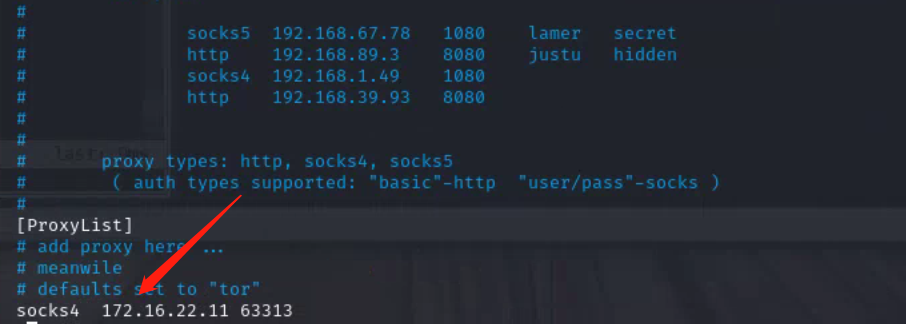 #
# socks5 192.168.67.78 1080 lamer secret
# http 192.168.89.3 8080 justu hidden
# socks4 192.168.1.49 1080
# http 192.168.39.93 8080
#
#
# proxy types: http, socks4, socks5
# ( auth types supported: "basic"-http "user/pass"-socks )
#
[ProxyList]
# add proxy here ...
# meanwile
# defaults set to "tor"
socks4 172.16.22.11 63313